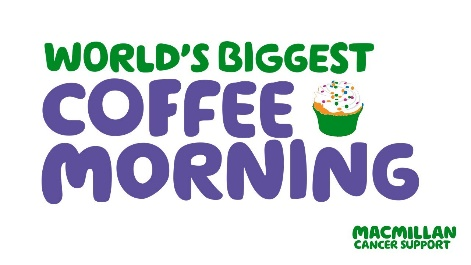 WORLD'S BIGGEST
COFFEE
MORNING
MACMILLAN
CANCER SUPPORT